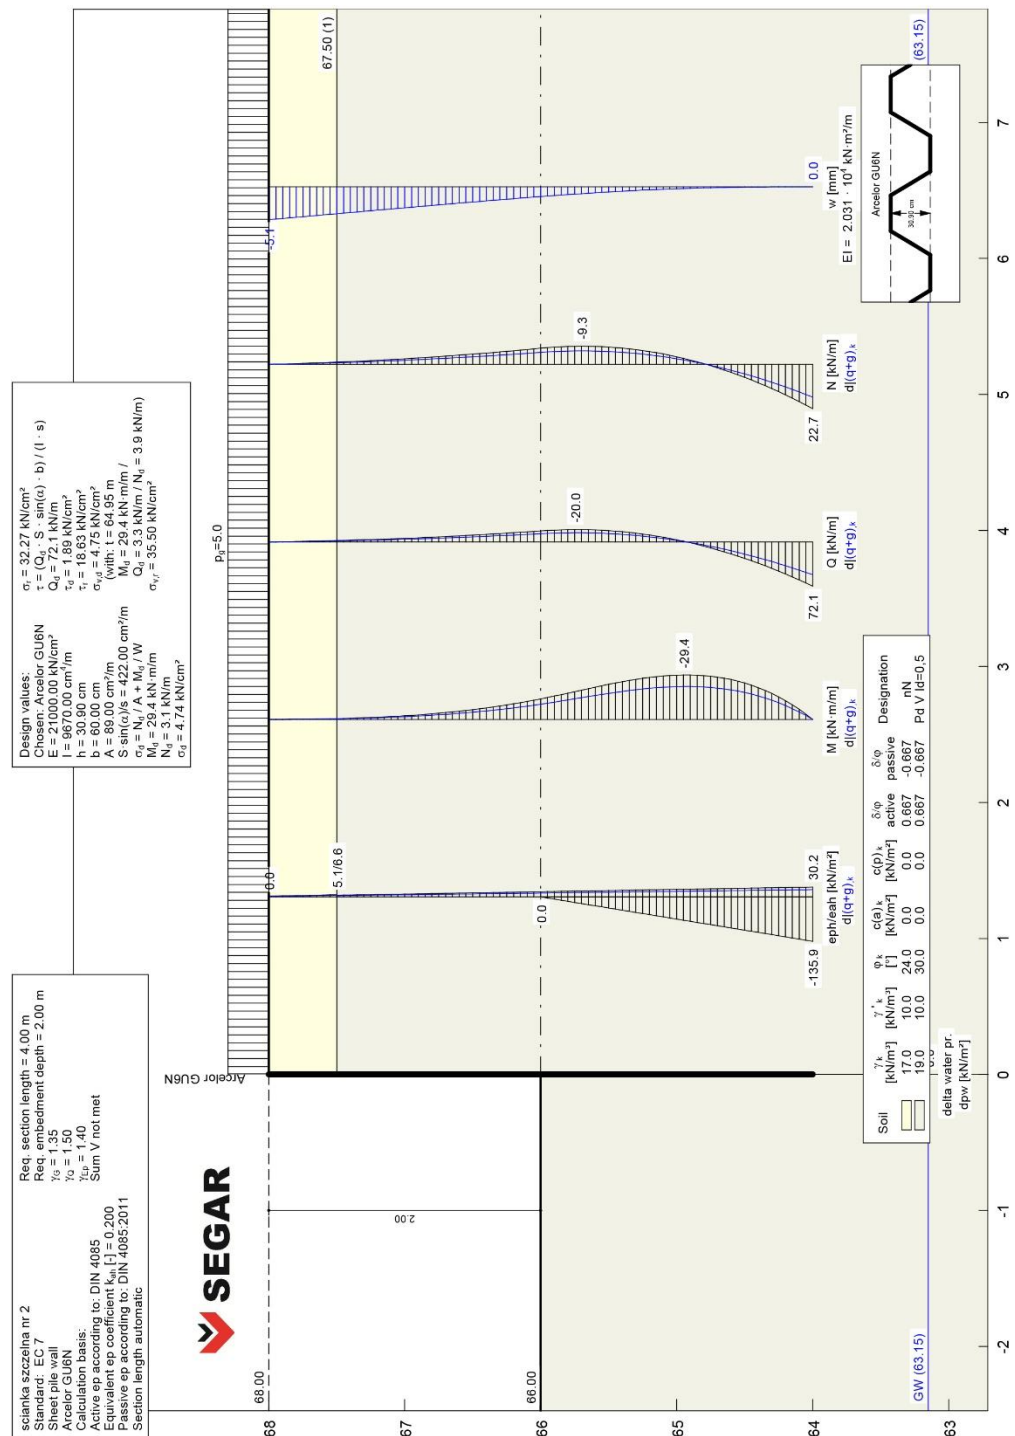 scianka szczelna nr 2
Standard: EC 7
Sheet pile wall
Arcelor GU6N
Calculation basis:
Active ep according to: DIN 4085
Equivalent ep coefficient kah [-] = 0.200
Passive ep according to: DIN 4085:2011
Section length automatic
Req. section length = 4.00 m
Req. embedment depth = 2.00 m
γG = 1.35
γQ = 1.50
γEp = 1.40
Sum V not met
Design values:
Chosen: Arcelor GU6N
E = 21000.00 kN/cm²
I = 9670.00 cm⁴/m
h = 30.90 cm
b = 60.00 cm
A = 89.00 cm²/m
S·sin(α)/s = 422.00 cm²/m
σd = Nd / A + Md / W
Md = 29.4 kN·m/m
Nd = 3.1 kN/m
σd = 4.74 kN/cm²
σr = 32.27 kN/cm²
τ = (Qd · S · sin(α) · b) / (I · s)
Qd = 72.1 kN/m
τd = 1.89 kN/cm²
τr = 18.63 kN/cm²
σv,d = 4.75 kN/cm²
(with: t = 64.95 m
Md = 29.4 kN·m/m /
Qd = 3.3 kN/m / Nd = 3.9 kN/m)
σv,r = 35.50 kN/cm²
SEGAR
Arcelor GU6N
pg=5.0
68.00
67.50 (1)
66.00
2.00
0.0
5.1/6.6
0.0
-135.9
30.2
eph/eah [kN/m²]
d|(q+g),k
-29.4
M [kN·m/m]
d|(q+g),k
-20.0
72.1
Q [kN/m]
d|(q+g),k
-9.3
22.7
N [kN/m]
d|(q+g),k
-5.1
0.0
w [mm]
EI = 2.031 · 10⁴ kN·m²/m
Arcelor GU6N
30.90 cm
GW (63.15)
(63.15)
Soil γk [kN/m³] γ'k [kN/m³] φk [°] c(a)k [kN/m²] c(p)k [kN/m²] δ/φ active δ/φ passive Designation
17.0 10.0 24.0 0.0 0.0 0.667 -0.667 nN
19.0 10.0 30.0 0.0 0.0 0.667 -0.667 Pd V Id=0,5
delta water pr.
dpw [kN/m²]
68
67
66
65
64
63
-2 -1 0 1 2 3 4 5 6 7